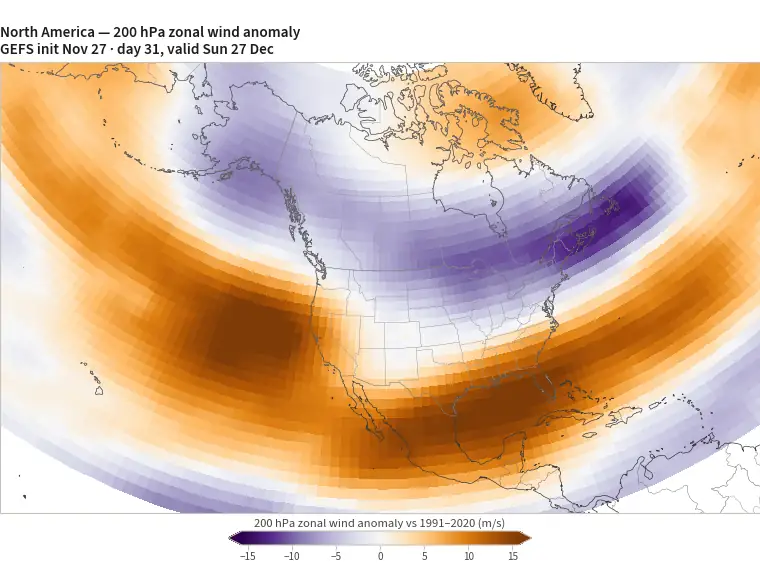 North America — 200 hPa zonal wind anomaly
GEFS init Nov 27 · day 31, valid Sun 27 Dec
200 hPa zonal wind anomaly vs 1991–2020 (m/s)
−15 −10 −5 0 5 10 15